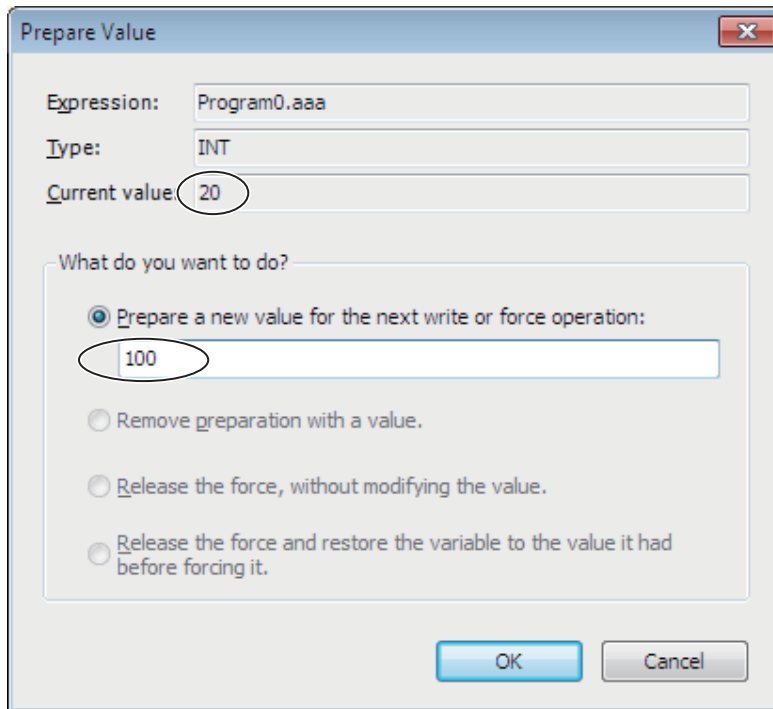 Prepare Value
Expression: Program0.aaa
Type: INT
Current value: 20
What do you want to do?
Prepare a new value for the next write or force operation:
100
Remove preparation with a value.
Release the force, without modifying the value.
Release the force and restore the variable to the value it had
before forcing it.
OK Cancel